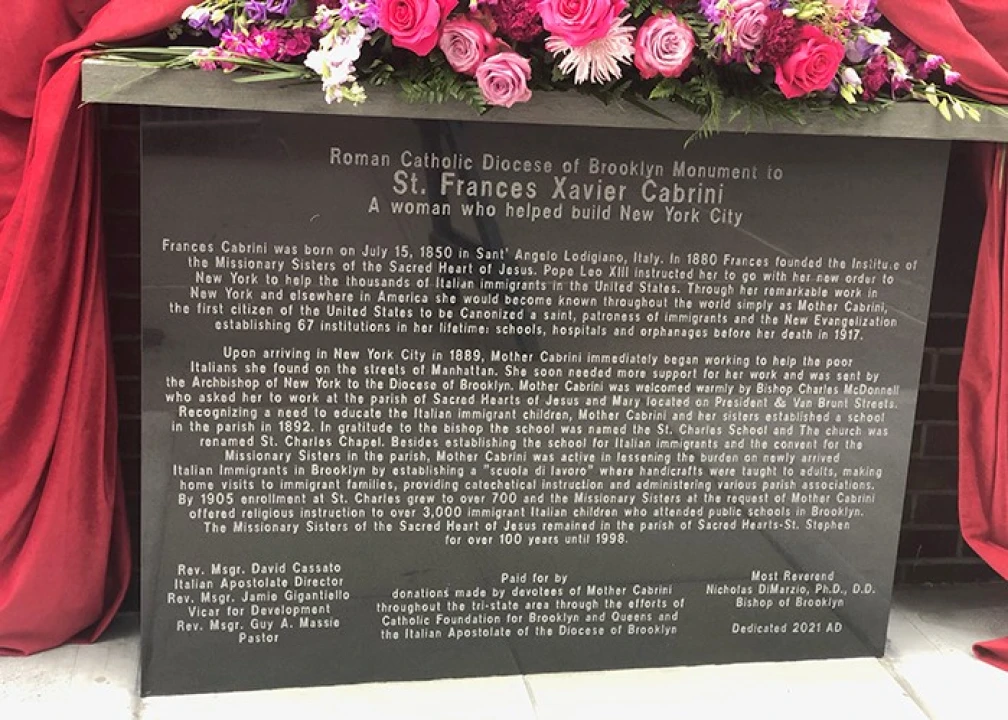 Roman Catholic Diocese of Brooklyn Monument to
St. Frances Xavier Cabrini
A woman who helped build New York City
Frances Cabrini was born on July 15, 1850 in Sant' Angelo Lodigiano, Italy. In 1880 Frances founded the Institute of
the Missionary Sisters of the Sacred Heart of Jesus. Pope Leo XIII instructed her to go with her new order to
New York to help the thousands of Italian immigrants in the United States. Through her remarkable work in
New York and elsewhere in America she would become known throughout the world simply as Mother Cabrini,
the first citizen of the United States to be Canonized a saint, patroness of immigrants and the New Evangelization
establishing 67 institutions in her lifetime: schools, hospitals and orphanages before her death in 1917.
Upon arriving in New York City in 1889, Mother Cabrini immediately began working to help the poor
Italians she found on the streets of Manhattan. She soon needed more support for her work and was sent by
the Archbishop of New York to the Diocese of Brooklyn. Mother Cabrini was welcomed warmly by Bishop Charles McDonnell
who asked her to work at the parish of Sacred Hearts of Jesus and Mary located on President & Van Brunt Streets.
Recognizing a need to educate the Italian immigrant children, Mother Cabrini and her sisters established a school
in the parish in 1892. In gratitude to the bishop the school was named the St. Charles School and The church was
renamed St. Charles Chapel. Besides establishing the school for Italian immigrants and the convent for the
Missionary Sisters in the parish, Mother Cabrini was active in lessening the burden on newly arrived
Italian Immigrants in Brooklyn by establishing a "scuola di lavoro" where handicrafts were taught to adults, making
home visits to immigrant families, providing catechetical instruction and administering various parish associations.
By 1905 enrollment at St. Charles grew to over 700 and the Missionary Sisters at the request of Mother Cabrini
offered religious instruction to over 3,000 immigrant Italian children who attended public schools in Brooklyn.
The Missionary Sisters of the Sacred Heart of Jesus remained in the parish of Sacred Hearts-St. Stephen
for over 100 years until 1998.
Rev. Msgr. David Cassato
Italian Apostolate Director
Rev. Msgr. Jamie Gigantiello
Vicar for Development
Rev. Msgr. Guy A. Massie
Pastor
Paid for by
donations made by devotees of Mother Cabrini
throughout the tri-state area through the efforts of
Catholic Foundation for Brooklyn and Queens and
the Italian Apostolate of the Diocese of Brooklyn
Most Reverend
Nicholas DiMarzio, Ph.D., D.D.
Bishop of Brooklyn
Dedicated 2021 AD